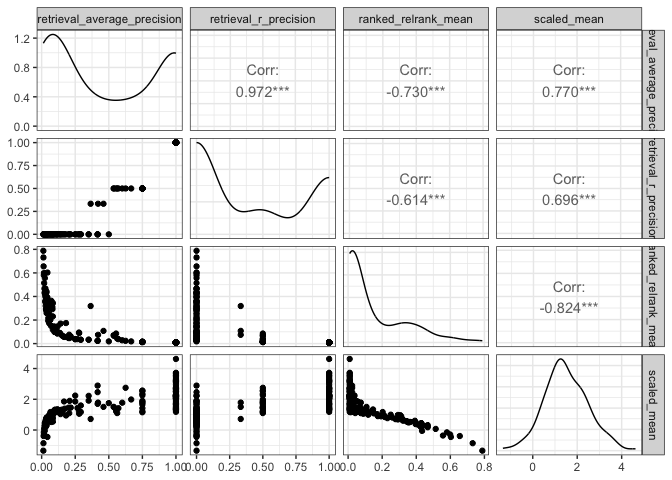 retrieval_average_precision retrieval_r_precision ranked_relrank_mean scaled_mean
1.2
0.8
0.4
0.0
Corr:
0.972***
Corr:
-0.730***
Corr:
0.770***
eval_average_preci
1.00
0.75
0.50
0.25
0.00
Corr:
-0.614***
Corr:
0.696***
retrieval_r_precision
0.8
0.6
0.4
0.2
0.0
Corr:
-0.824***
anked_relrank_mea
4
2
0
scaled_mean
0.00 0.25 0.50 0.75 1.00 0.00 0.25 0.50 0.75 1.00 0.0 0.2 0.4 0.6 0.8 0 2 4